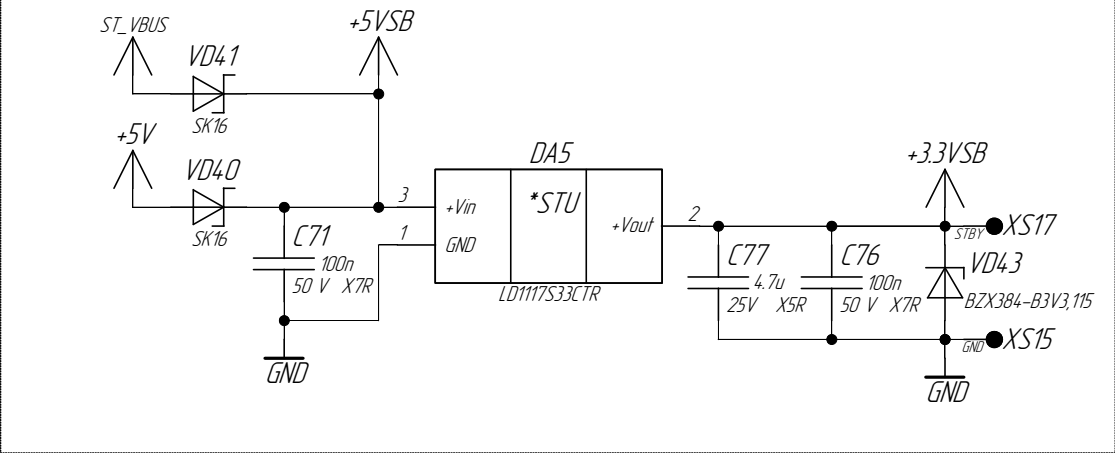 ST_VBUS
+5VSB
VD41
SK16
+5V
VD40
SK16
DA5
+3.3VSB
3
+Vin
*STU
1
GND
+Vout
2
LD1117S33CTR
C71
100n
50 V X7R
GND
C77
4.7u
25V X5R
C76
100n
50 V X7R
STBY
XS17
VD43
BZX384-B3V3,115
GND
XS15
GND